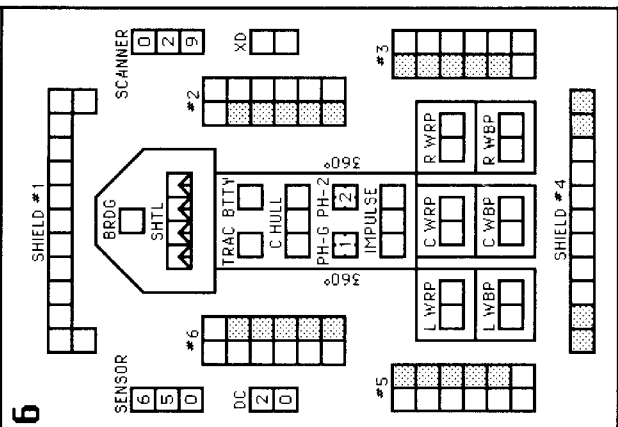 6
SHIELD #1
SENSOR
6
5
0
BRDG
SCANNER
0
2
9
SHTL
#6
#2
DC
2
0
XD
TRAC
BTTY
C HULL
PH-G
PH-2
1
2
360°
360°
IMPULSE
#5
#3
L WRP
C WRP
R WRP
L WBP
C WBP
R WBP
SHIELD #4